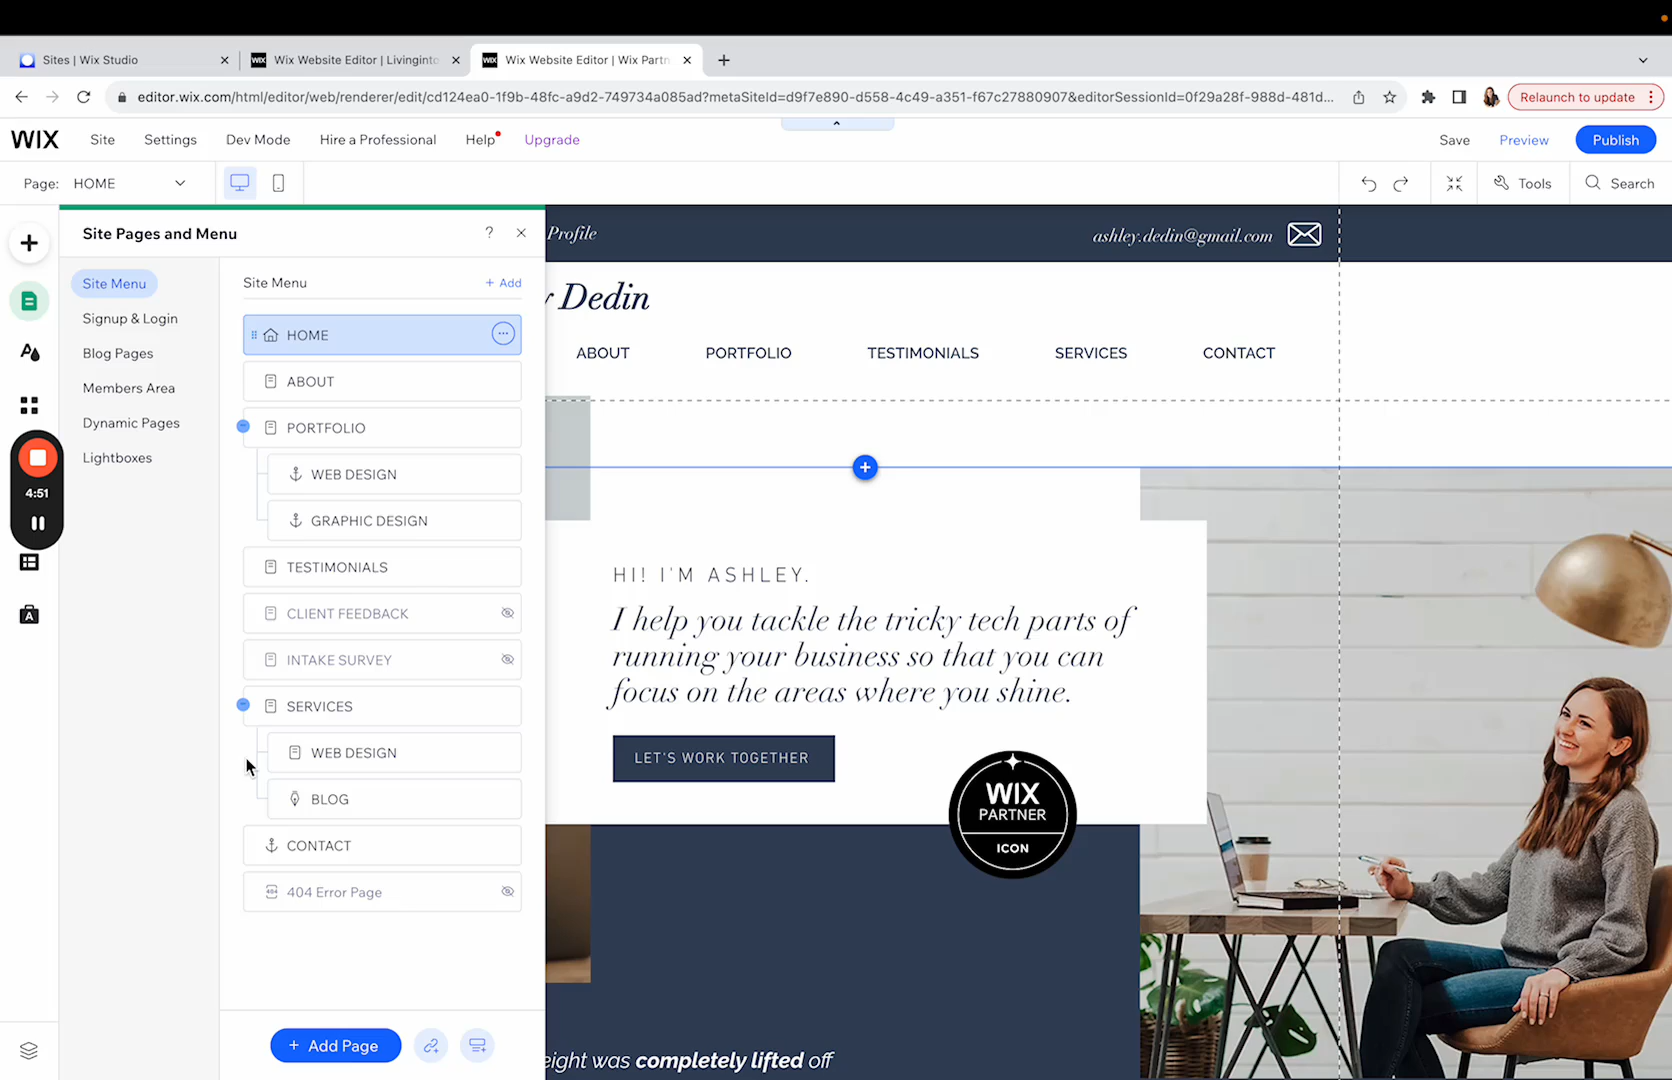 Sites | Wix Studio
Wix Website Editor | Livinginto
Wix Website Editor | Wix Partn
editor.wix.com/html/editor/web/renderer/edit/cd124ea0-1f9b-48fc-a9d2-749734a085ad?metaSiteId=d9f7e890-d558-4c49-a351-f67c27880907&editorSessionId=0f29a28f-988d-481d...
Relaunch to update
WIX
Site
Settings
Dev Mode
Hire a Professional
Help
Upgrade
Save
Preview
Publish
Page:
HOME
Tools
Search
Site Pages and Menu
?
Site Menu
Signup & Login
Blog Pages
Members Area
Dynamic Pages
Lightboxes
Site Menu
+ Add
HOME
ABOUT
PORTFOLIO
WEB DESIGN
GRAPHIC DESIGN
TESTIMONIALS
CLIENT FEEDBACK
INTAKE SURVEY
SERVICES
WEB DESIGN
BLOG
CONTACT
404 Error Page
+ Add Page
4:51
Profile
ashley.dedin@gmail.com
y Dedin
ABOUT
PORTFOLIO
TESTIMONIALS
SERVICES
CONTACT
HI! I'M ASHLEY.
I help you tackle the tricky tech parts of
running your business so that you can
focus on the areas where you shine.
LET'S WORK TOGETHER
WIX
PARTNER
ICON
eight was completely lifted off